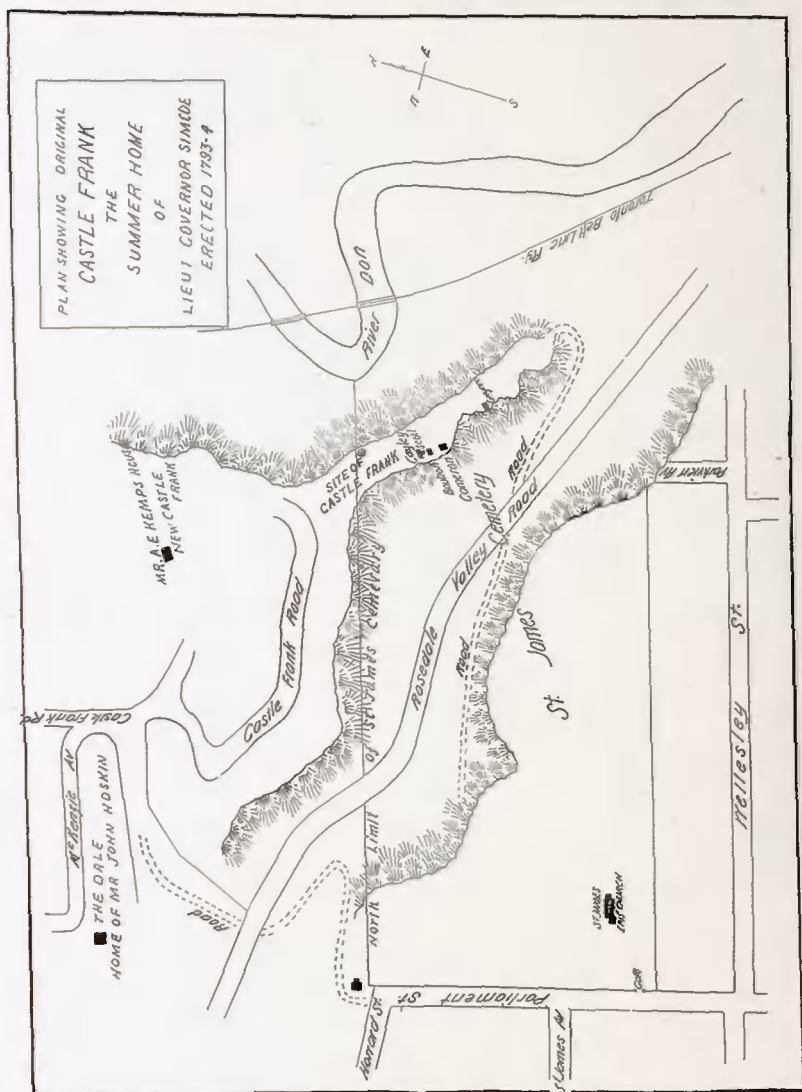 PLAN SHOWING ORIGINAL
CASTLE FRANK
THE
SUMMER HOME
OF
LIEUT GOVERNOR SIMCOE
ERECTED 1793-4
N
E
S
River Don
Toronto Belt Line Ry.
MR. A E KEMPS HOUSE
NEW CASTLE
FRANK
SITE OF
CASTLE FRANK
Castle Frank Road
Castle Frank Rd.
McKenzie Av
THE DALE
HOME OF MR JOHN HOSKIN
Road
Rosedale Valley Road
Road
Road
North Limit of St James Cemetery
St. James Cemetery
ST. JAMES
CHURCH
Parkview Av
Wellesley St.
Parliament St.
Howard St.
St James Av